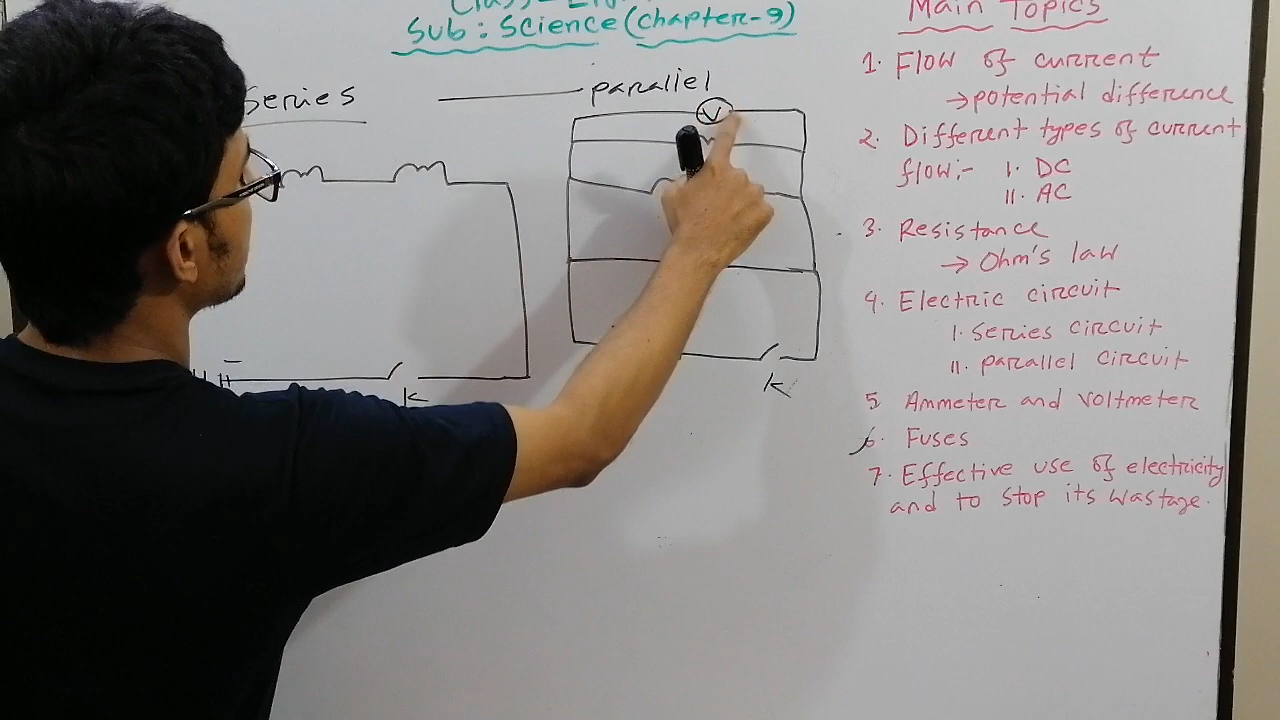 Sub : Science (chapter-9)
Series
parallel
V
K
K
Main Topics
1. Flow of current
→ potential difference
2. Different types of current
flow:- I. DC
II. AC
3. Resistance
→ Ohm's law
4. Electric circuit
I. Series circuit
II. parallel circuit
5 Ammeter and voltmeter
6. Fuses
7. Effective use of electricity
and to stop its wastage.